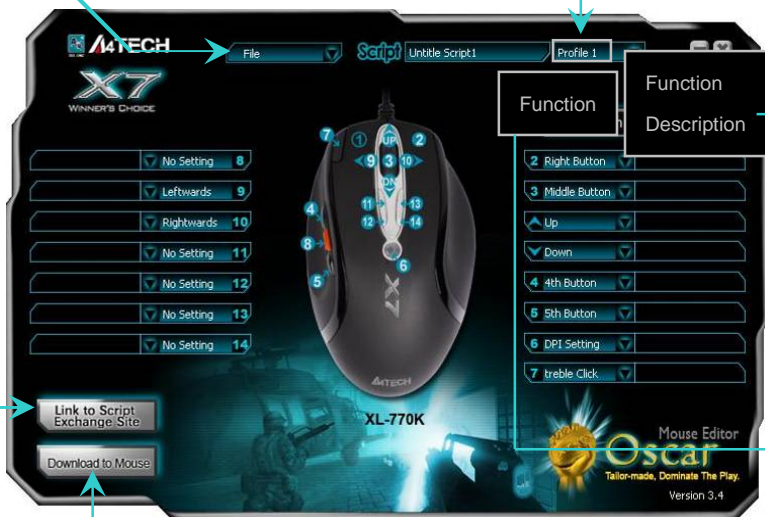 A4TECH
File
Script
Untitle Script1
Profile 1
X7
WINNER'S CHOICE
Function
Function
Description
7
1
UP
2
9
3
10
DN
11
13
12
14
4
8
5
6
X7
A4TECH
XL-770K
No Setting 8
Leftwards 9
Rightwards 10
No Setting 11
No Setting 12
No Setting 13
No Setting 14
2 Right Button
3 Middle Button
Up
Down
4 4th Button
5 5th Button
6 DPI Setting
7 treble Click
Link to Script
Exchange Site
Download to Mouse
Mouse Editor
Oscar
Tailor-made, Dominate The Play.
Version 3.4